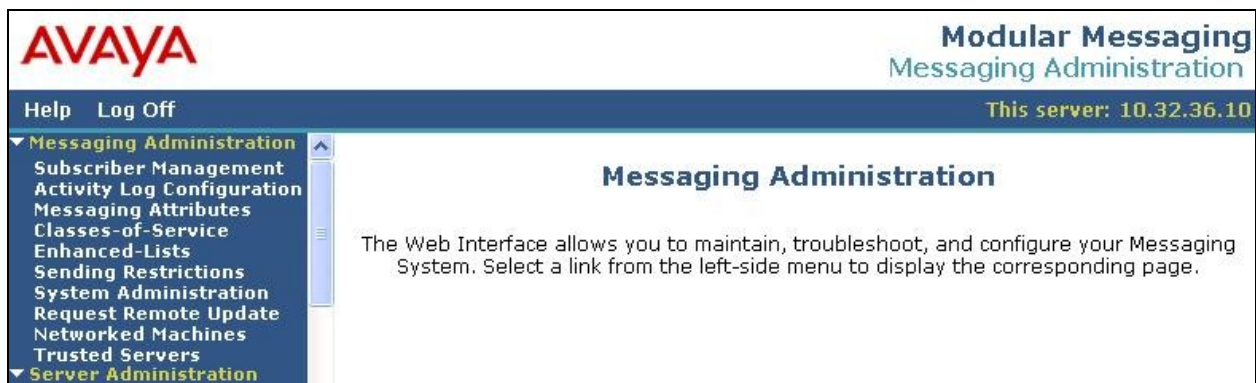 AVAYA
Modular Messaging
Messaging Administration
Help Log Off
This server: 10.32.36.10
Messaging Administration
Subscriber Management
Activity Log Configuration
Messaging Attributes
Classes-of-Service
Enhanced-Lists
Sending Restrictions
System Administration
Request Remote Update
Networked Machines
Trusted Servers
Server Administration
Messaging Administration
The Web Interface allows you to maintain, troubleshoot, and configure your Messaging
System. Select a link from the left-side menu to display the corresponding page.